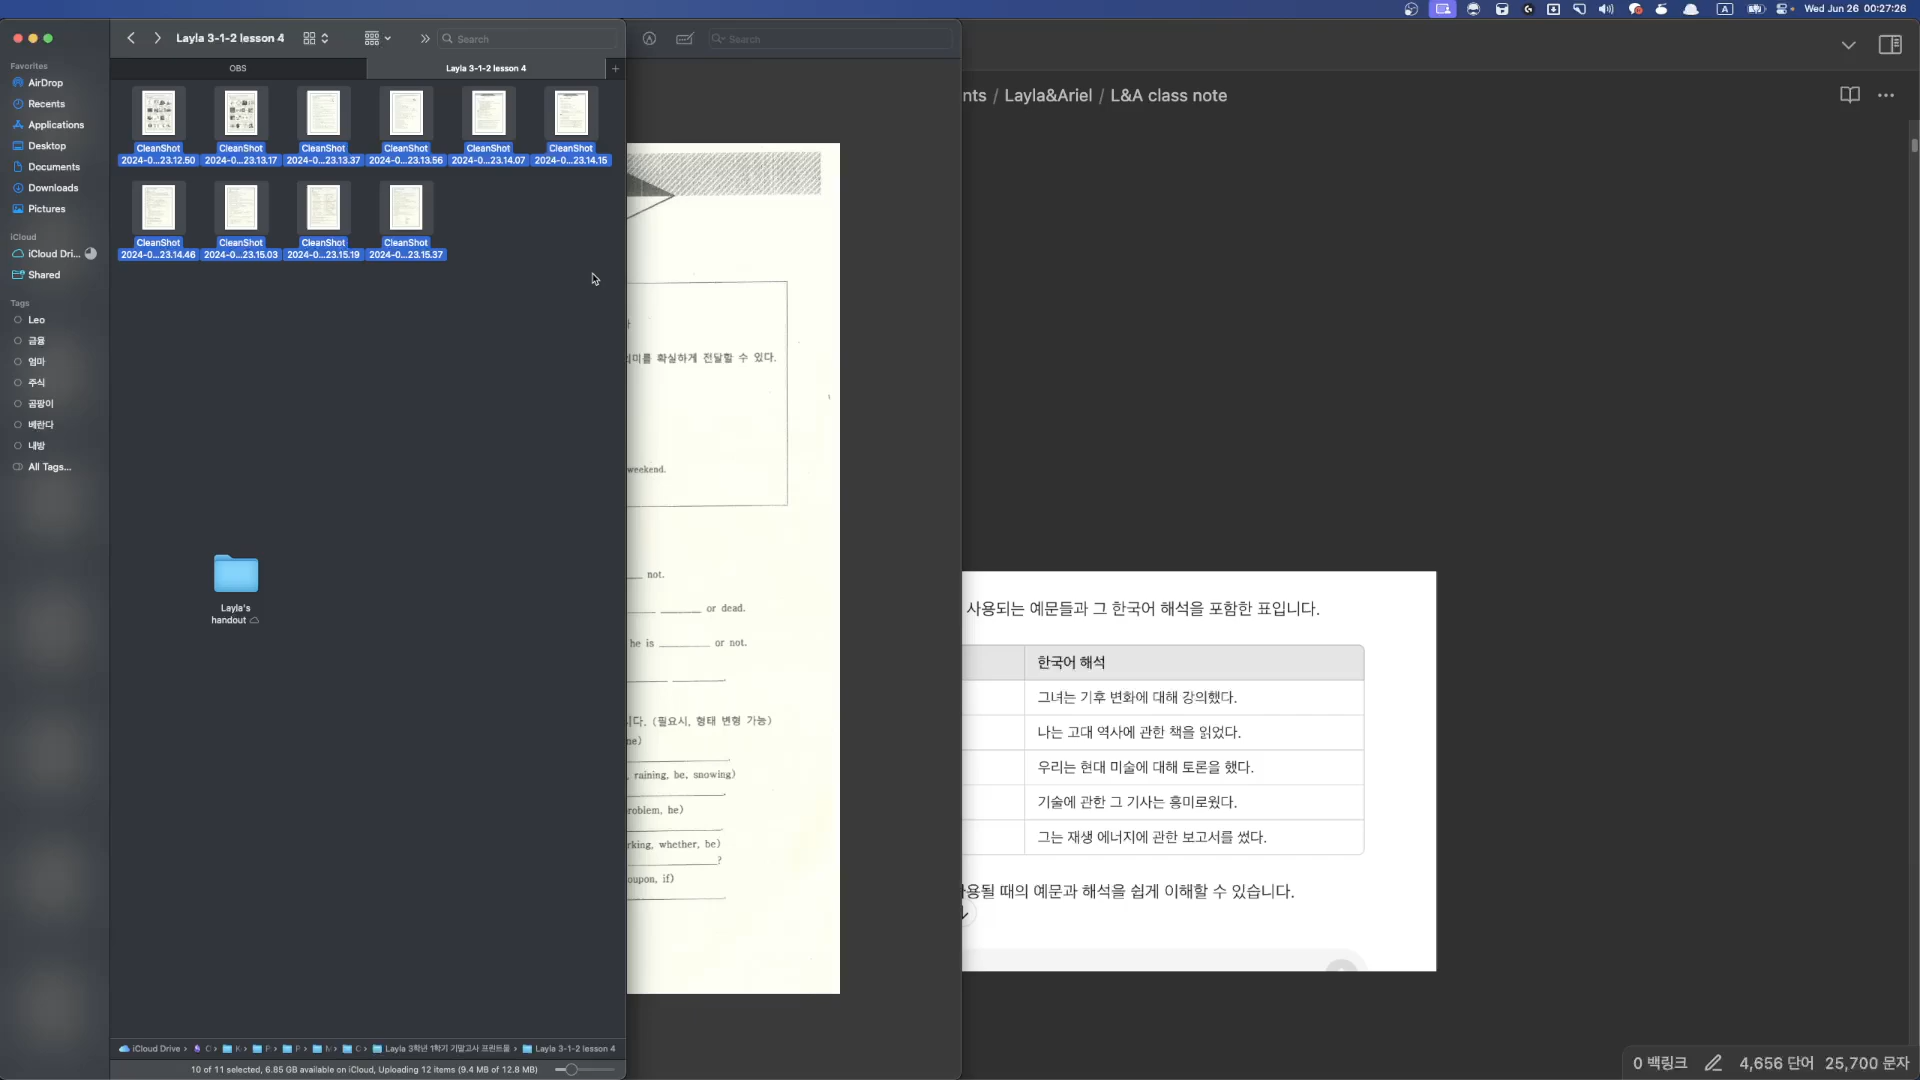 Wed Jun 26 00:27:26
Layla 3-1-2 lesson 4
Search
OBS
Layla 3-1-2 lesson 4
Favorites
AirDrop
Recents
Applications
Desktop
Documents
Downloads
Pictures
iCloud
iCloud Dri...
Shared
Tags
Leo
금융
엄마
주식
곰팡이
베란다
내방
All Tags...
CleanShot
2024-0...23.12.50
CleanShot
2024-0...23.13.17
CleanShot
2024-0...23.13.37
CleanShot
2024-0...23.13.56
CleanShot
2024-0...23.14.07
CleanShot
2024-0...23.14.15
CleanShot
2024-0...23.14.46
CleanShot
2024-0...23.15.03
CleanShot
2024-0...23.15.19
CleanShot
2024-0...23.15.37
Layla's
handout
iCloud Drive › C› K› P› P› M› C› Layla 3학년 1학기 기말고사 프린트물 › Layla 3-1-2 lesson 4
10 of 11 selected, 6.85 GB available on iCloud, Uploading 12 items (9.4 MB of 12.8 MB)
Search
미를 확실하게 전달할 수 있다.
weekend.
not.
or dead.
he is ________ or not.
다. (필요시, 형태 변형 가능)
ne)
, raining, be, snowing)
roblem, he)
rking, whether, be)
?
oupon, if)
nts / Layla&Ariel / L&A class note
사용되는 예문들과 그 한국어 해석을 포함한 표입니다.
한국어 해석
그녀는 기후 변화에 대해 강의했다.
나는 고대 역사에 관한 책을 읽었다.
우리는 현대 미술에 대해 토론을 했다.
기술에 관한 그 기사는 흥미로웠다.
그는 재생 에너지에 관한 보고서를 썼다.
사용될 때의 예문과 해석을 쉽게 이해할 수 있습니다.
0 백링크 4,656 단어 25,700 문자